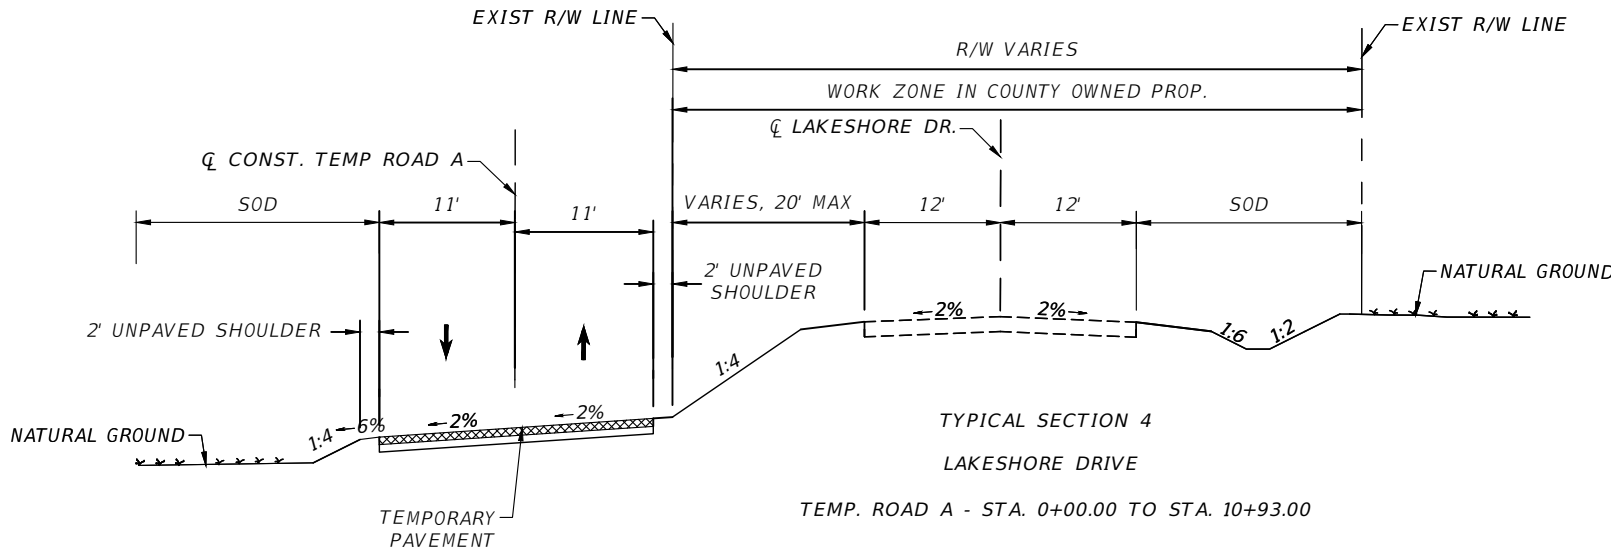 EXIST R/W LINE
EXIST R/W LINE
R/W VARIES
WORK ZONE IN COUNTY OWNED PROP.
℄ LAKESHORE DR.
℄ CONST. TEMP ROAD A
SOD
11'
11'
VARIES, 20' MAX
12'
12'
SOD
2' UNPAVED
SHOULDER
NATURAL GROUND
2' UNPAVED SHOULDER
2%
2%
1:6
1:2
1:4
2%
2%
6%
1:4
NATURAL GROUND
TEMPORARY
PAVEMENT
TYPICAL SECTION 4
LAKESHORE DRIVE
TEMP. ROAD A - STA. 0+00.00 TO STA. 10+93.00